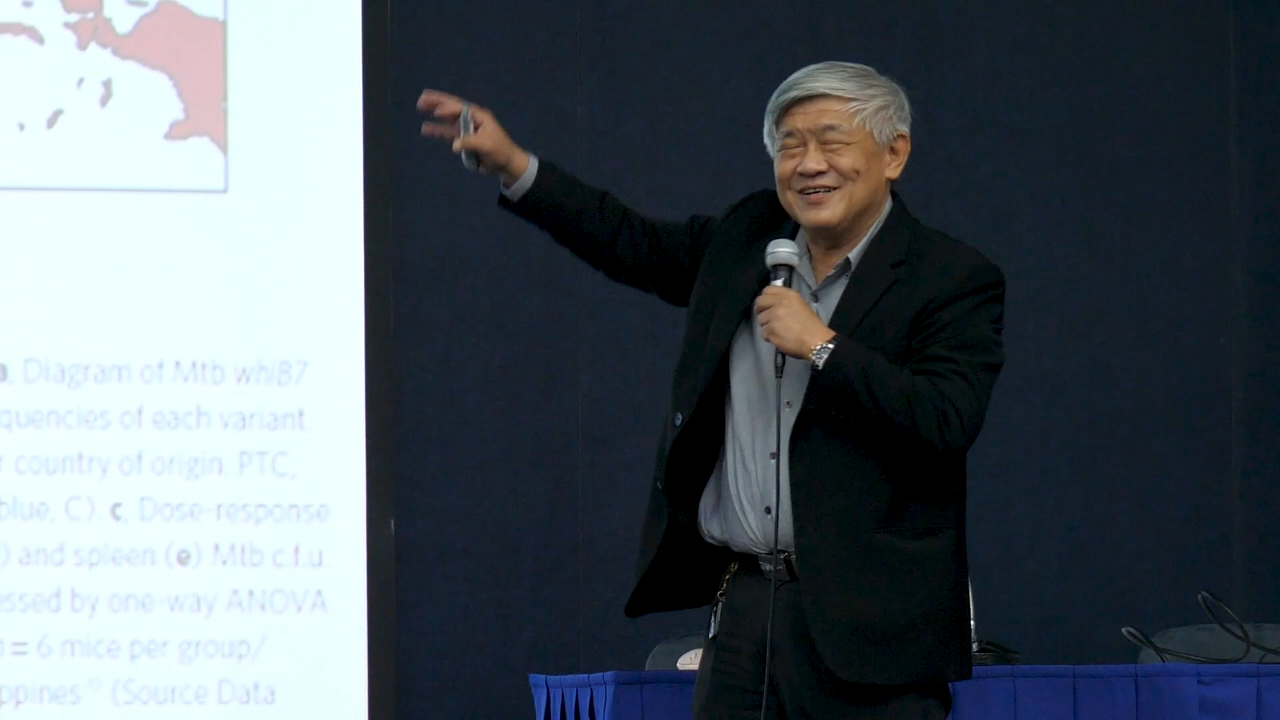 a, Diagram of Mtb whiB7
quencies of each variant.
r country of origin. PTC,
blue, C). c, Dose-response
) and spleen (e) Mtb c.f.u.
essed by one-way ANOVA
n = 6 mice per group/
ppines (Source Data